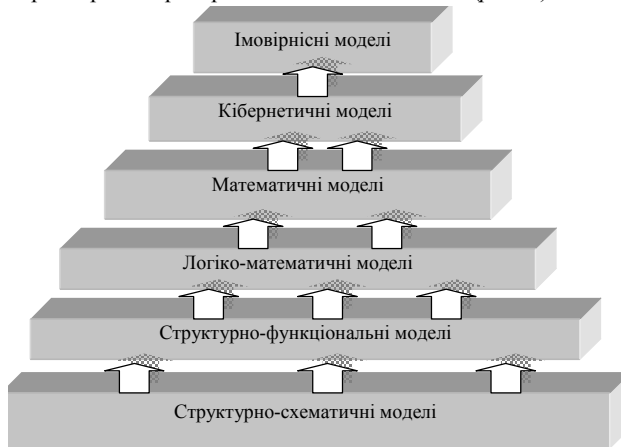 Імовірнісні моделі
Кібернетичні моделі
Математичні моделі
Логіко-математичні моделі
Структурно-функціональні моделі
Структурно-схематичні моделі